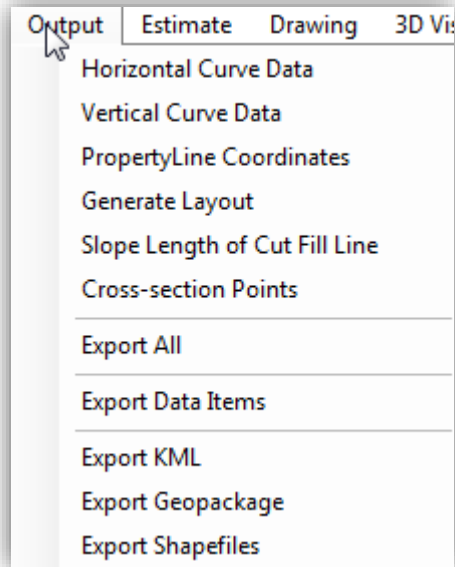 Output Estimate Drawing 3D
Horizontal Curve Data
Vertical Curve Data
PropertyLine Coordinates
Generate Layout
Slope Length of Cut Fill Line
Cross-section Points
Export All
Export Data Items
Export KML
Export Geopackage
Export Shapefiles